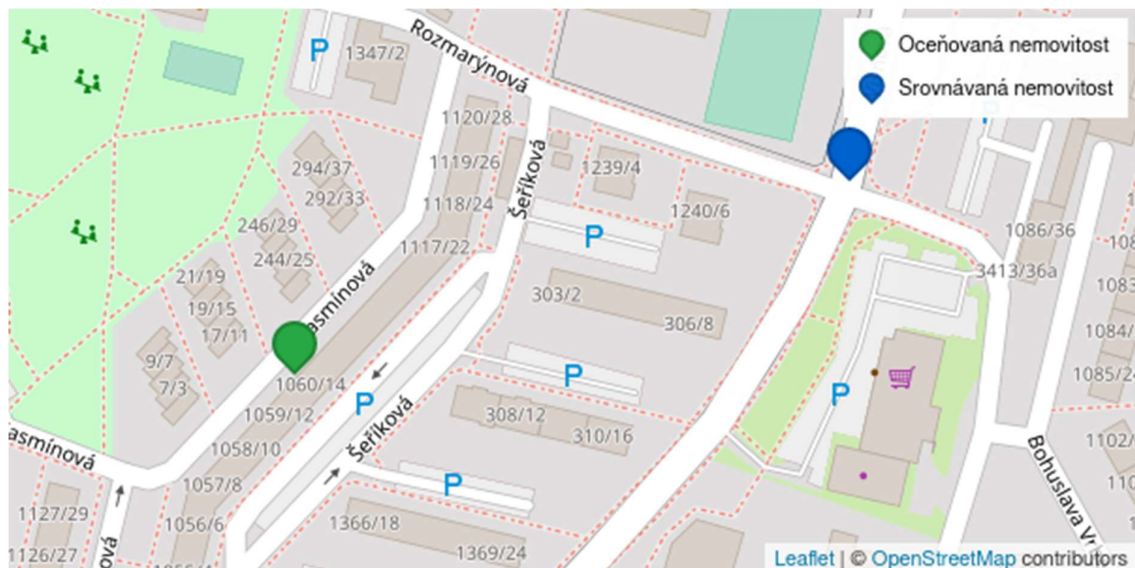 Oceňovaná nemovitost
Srovnávaná nemovitost
Rozmarýnová
P
1347/2
1120/28
1119/26
1118/24
1117/22
Šeříková
1239/4
1240/6
P
P
294/37
292/33
246/29
244/25
21/19
19/15
17/11
9/7
7/3
asmínová
303/2
306/8
P
1086/36
3413/36a
1083
1084/
1085/24
1060/14
1059/12
1058/10
1057/8
1056/6
P
Šeříková
308/12
310/16
P
asmínová
1127/29
1126/27
ová
P
1366/18
1369/24
1102/
Bohuslava
Leaflet | © OpenStreetMap contributors